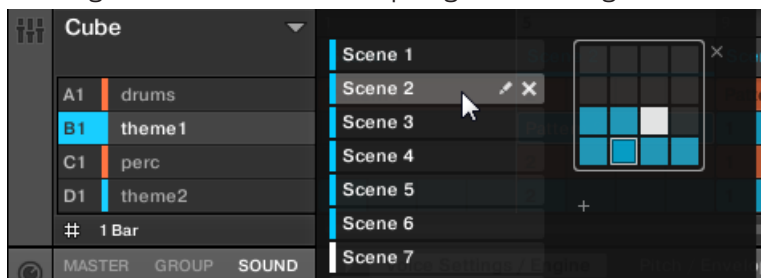 Cube
A1 drums
B1 theme1
C1 perc
D1 theme2
1 Bar
MASTER GROUP SOUND
Scene 1
Scene 2
Scene 3
Scene 4
Scene 5
Scene 6
Scene 7